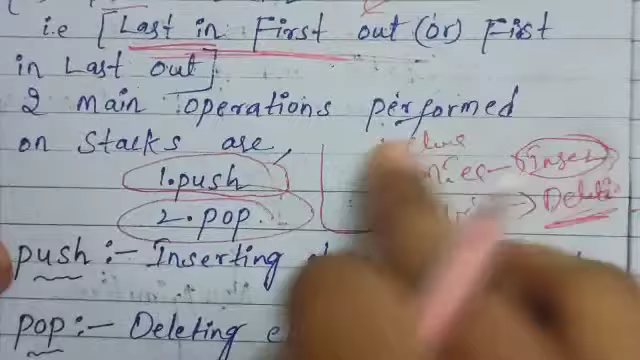 i.e [Last in First out (or) First
in Last out]
2 main operations performed
on Stacks are
1. push
2. pop.
Inser
Delete
push :- Inserting
pop :- Deleting